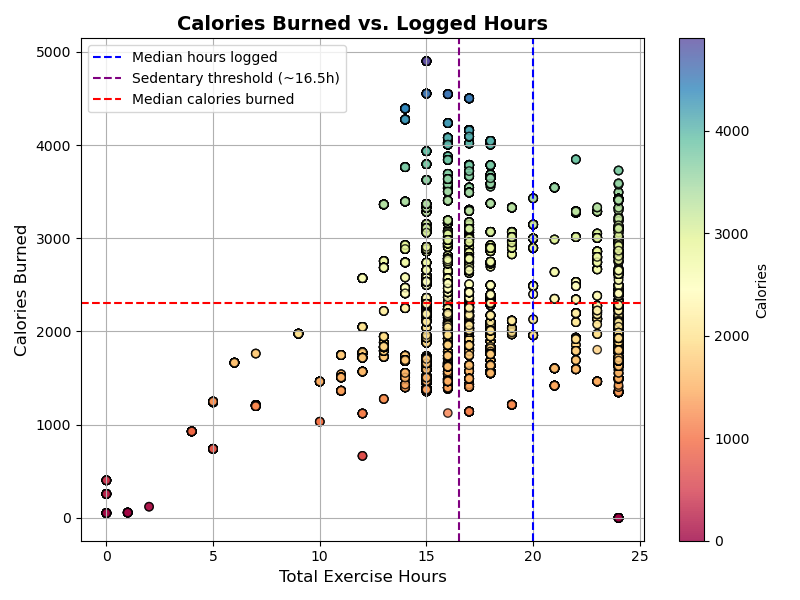 Calories Burned vs. Logged Hours
Median hours logged
Sedentary threshold (~16.5h)
Median calories burned
Calories Burned
5000
4000
3000
2000
1000
0
0 5 10 15 20 25
Total Exercise Hours
4000
3000
2000
1000
0
Calories